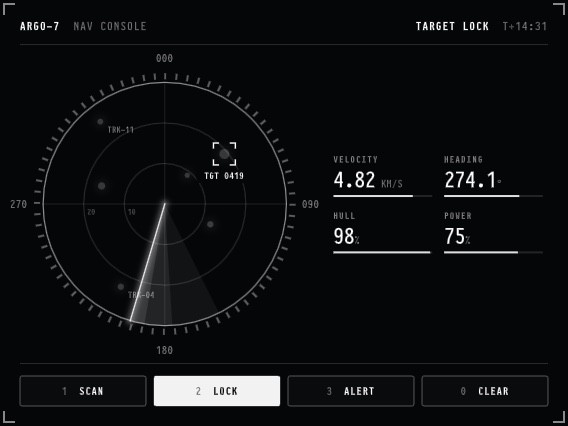 ARGO-7 NAV CONSOLE
TARGET LOCK T+14:31
000
TRK-11
TGT 0419
270
20
10
090
TRK-04
180
VELOCITY
4.82 KM/S
HEADING
274.1°
HULL
98%
POWER
75%
1 SCAN
2 LOCK
3 ALERT
0 CLEAR